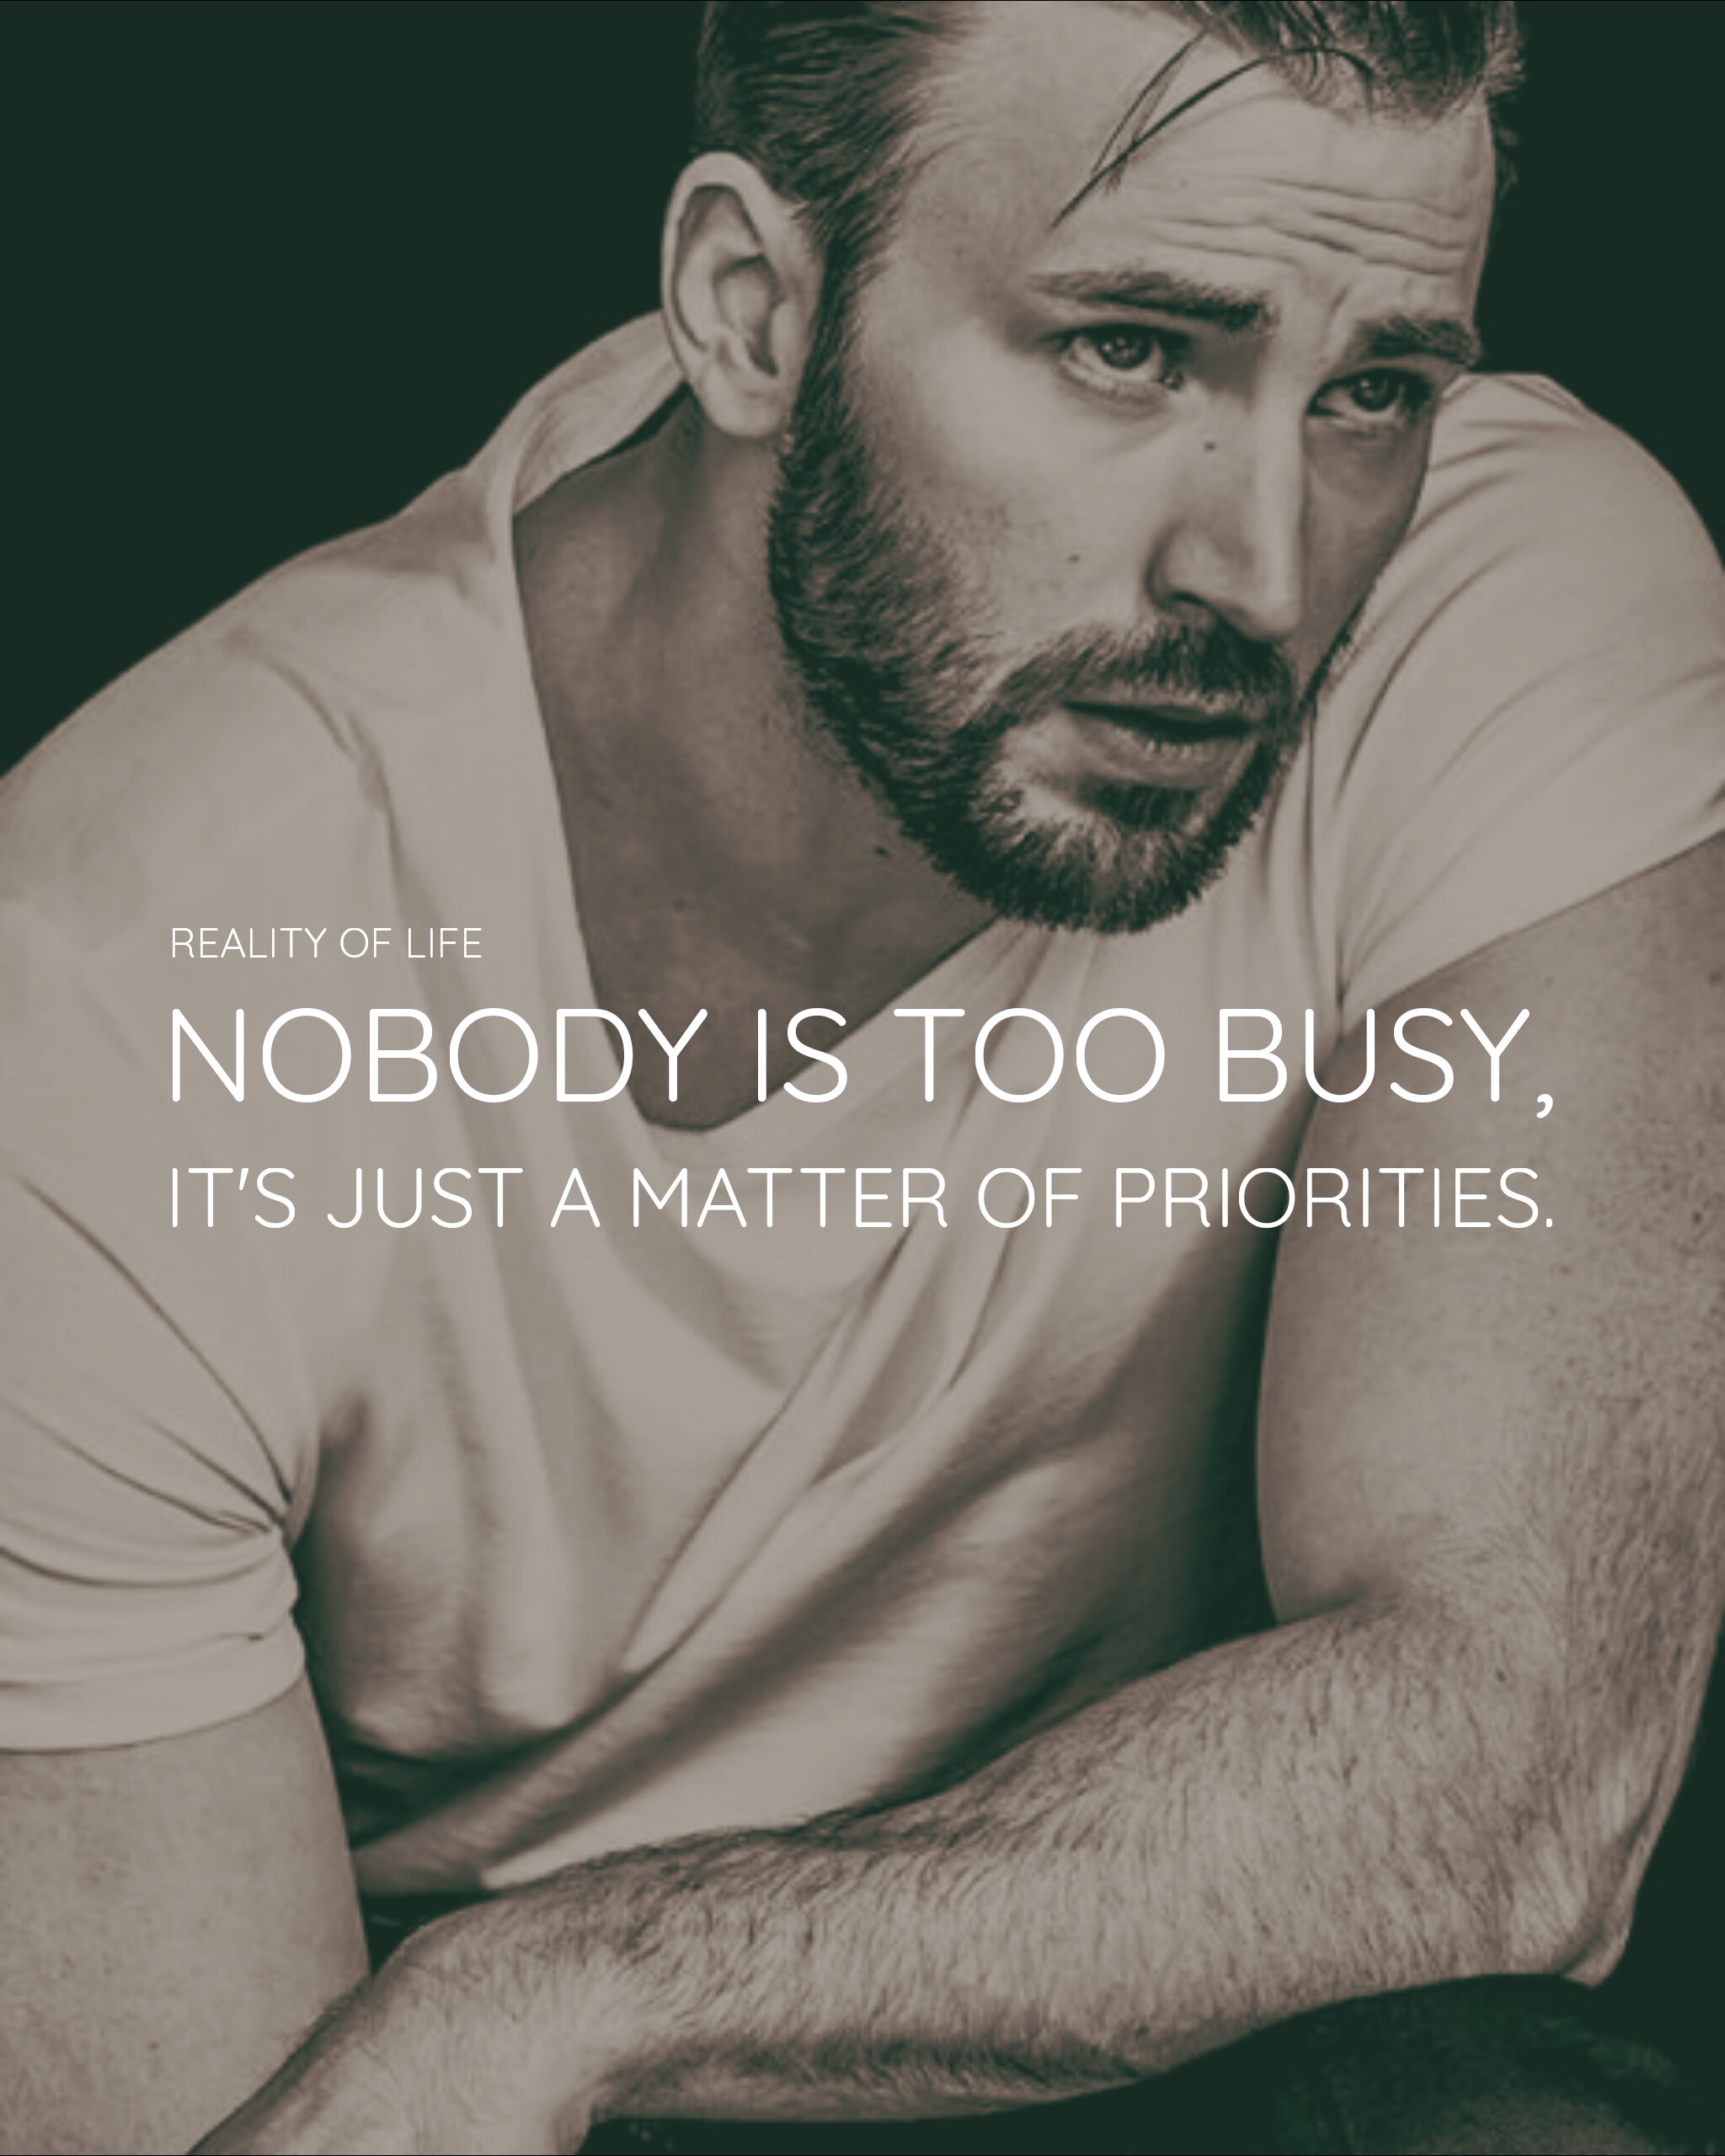 REALITY OF LIFE
NOBODY IS TOO BUSY,
IT'S JUST A MATTER OF PRIORITIES.